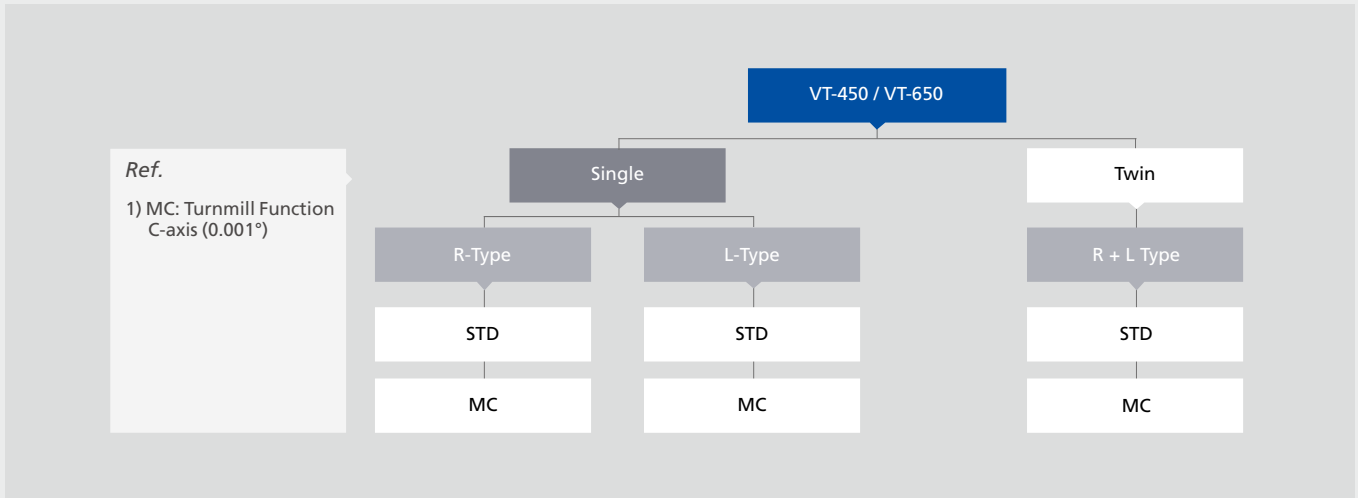 VT-450 / VT-650
Single
Twin
Ref.
1) MC: Turnmill Function
C-axis (0.001°)
R-Type
L-Type
R + L Type
STD
STD
STD
MC
MC
MC